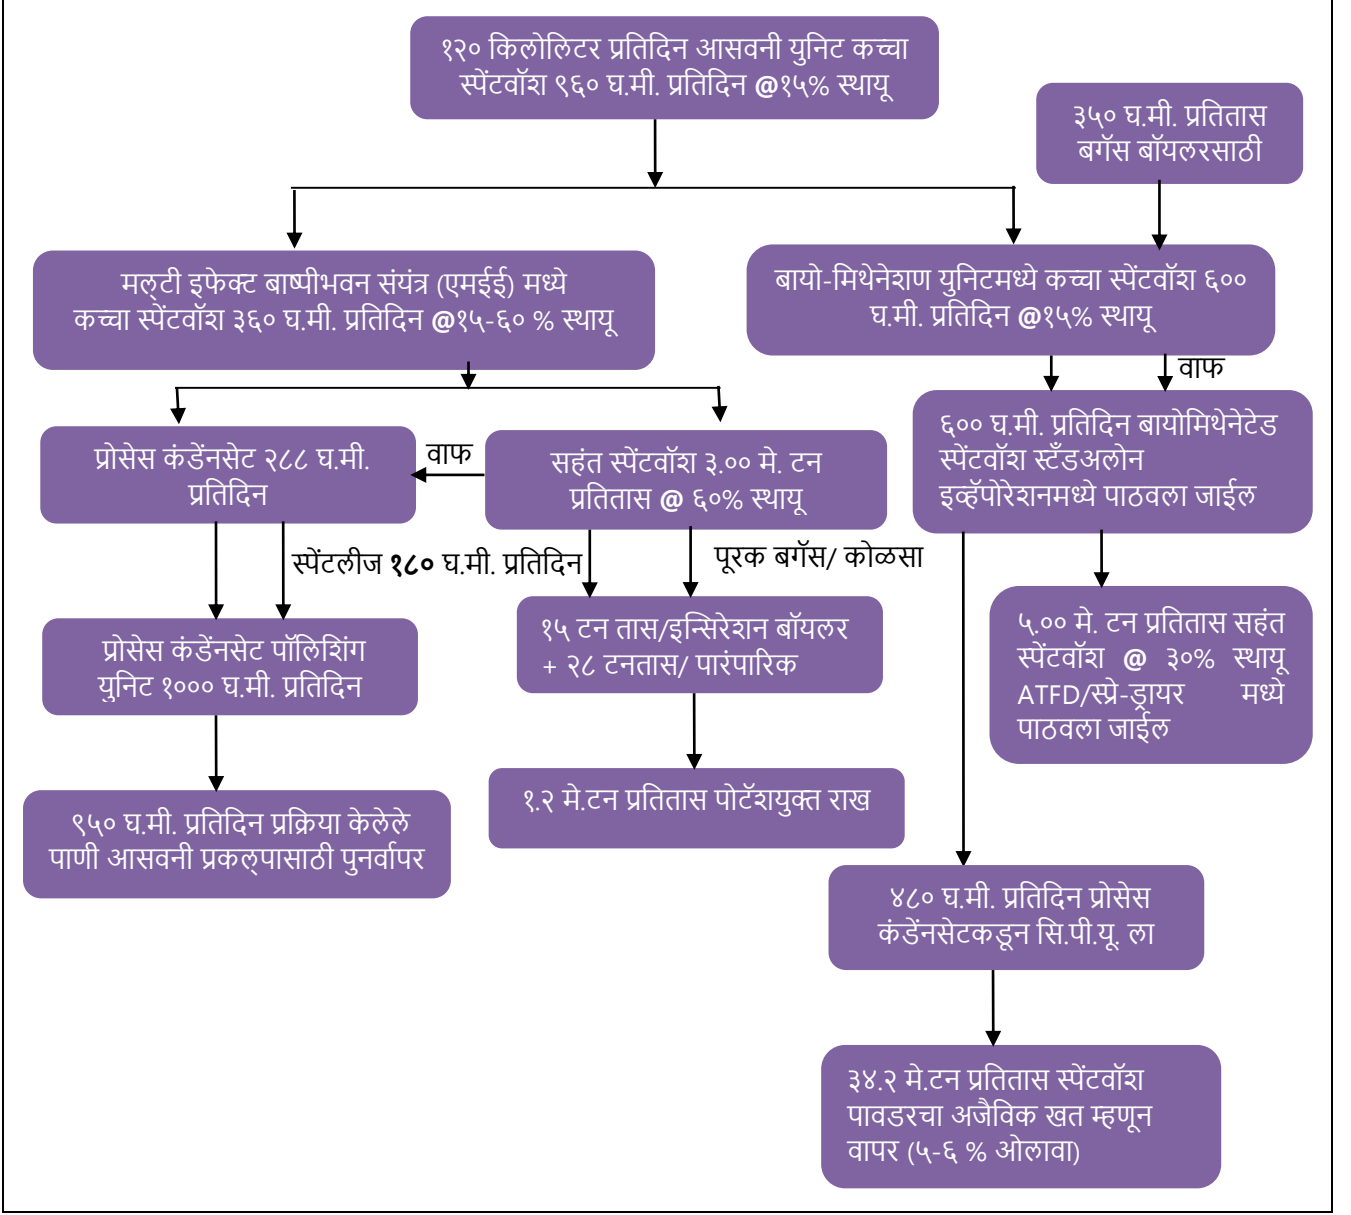 १२० किलोलिटर प्रतिदिन आसवनी युनिट कच्चा
स्पेंटवॉश ९६० घ.मी. प्रतिदिन @१५% स्थायू
३५० घ.मी. प्रतितास
बगॅस बॉयलरसाठी
मल्टी इफेक्ट बाष्पीभवन संयंत्र (एमईई) मध्ये
कच्चा स्पेंटवॉश ३६० घ.मी. प्रतिदिन @१५-६० % स्थायू
बायो-मिथेनेशाण युनिटमध्ये कच्चा स्पेंटवॉश ६००
घ.मी. प्रतिदिन @१५% स्थायू
वाफ
प्रोसेस कंडेंनसेट २८८ घ.मी.
प्रतिदिन
वाफ
सहंत स्पेंटवॉश ३.०० मे. टन
प्रतितास @ ६०% स्थायू
६०० घ.मी. प्रतिदिन बायोमिथेनेटेड
स्पेंटवॉश स्टँडअलोन
इव्हॅपोरेशनमध्ये पाठवला जाईल
स्पेंटलीज १८० घ.मी. प्रतिदिन
पूरक बगॅस/ कोळसा
प्रोसेस कंडेंनसेट पॉलिशिंग
युनिट १००० घ.मी. प्रतिदिन
१५ टन तास/इन्सिरेशन बॉयलर
+ २८ टनतास/ पारंपारिक
५.०० मे. टन प्रतितास सहंत
स्पेंटवॉश @ ३०% स्थायू
ATFD/स्प्रे-ड्रायर मध्ये
पाठवला जाईल
९५० घ.मी. प्रतिदिन प्रक्रिया केलेले
पाणी आसवनी प्रकल्पासाठी पुनर्वापर
१.२ मे.टन प्रतितास पोटॅशयुक्त राख
४८० घ.मी. प्रतिदिन प्रोसेस
कंडेंनसेटकडून सि.पी.यू. ला
३४.२ मे.टन प्रतितास स्पेंटवॉश
पावडरचा अजैविक खत म्हणून
वापर (५-६ % ओलावा)